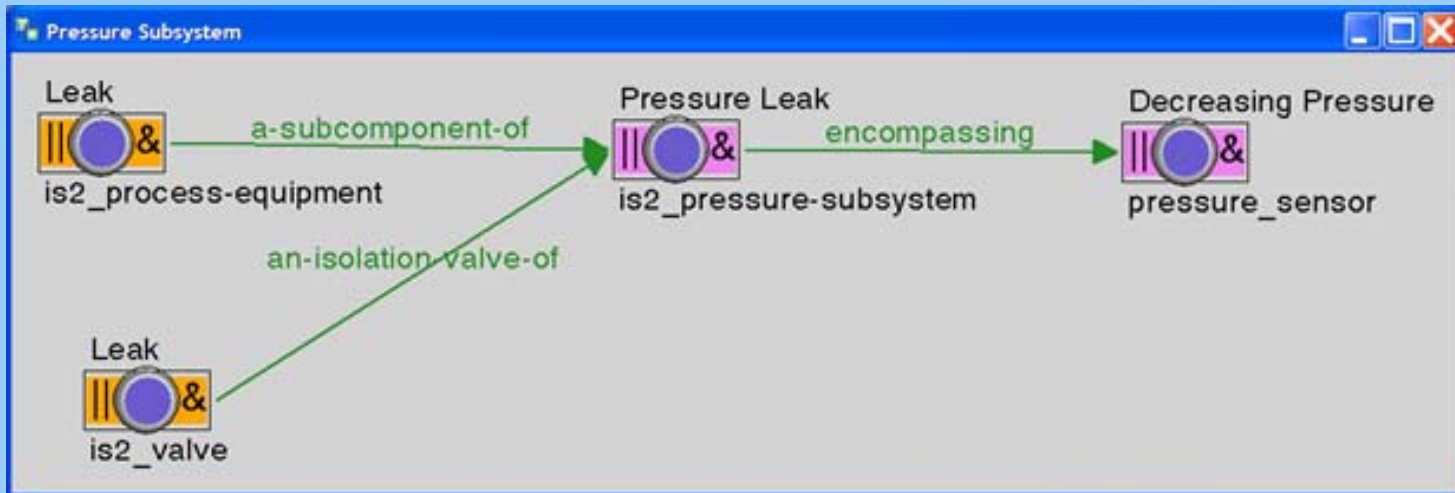 Pressure Subsystem
Leak
||
&
is2_process-equipment
a-subcomponent-of
Pressure Leak
||
&
is2_pressure-subsystem
encompassing
Decreasing Pressure
||
&
pressure_sensor
an-isolation-valve-of
Leak
||
&
is2_valve